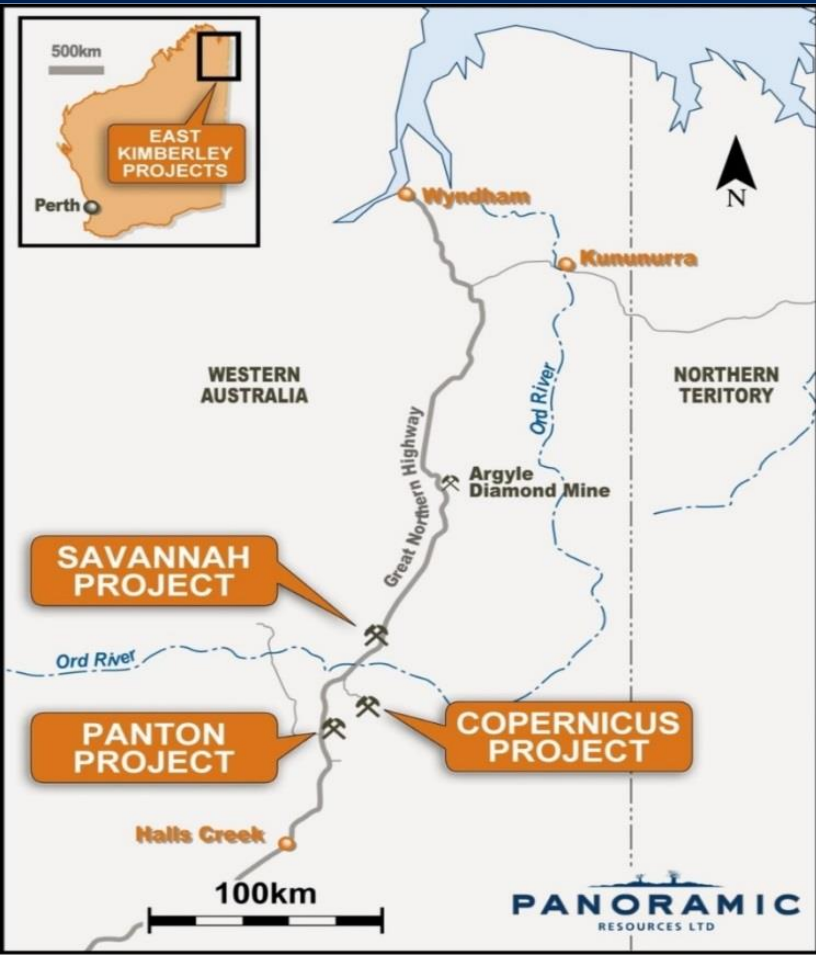 500km
EAST
KIMBERLEY
PROJECTS
Perth
N
Wyndham
Kununurra
WESTERN
AUSTRALIA
NORTHERN
TERITORY
Ord River
Great Northern Highway
Argyle
Diamond Mine
SAVANNAH
PROJECT
Ord River
PANTON
PROJECT
COPERNICUS
PROJECT
Halls Creek
100km
PANORAMIC
RESOURCES LTD